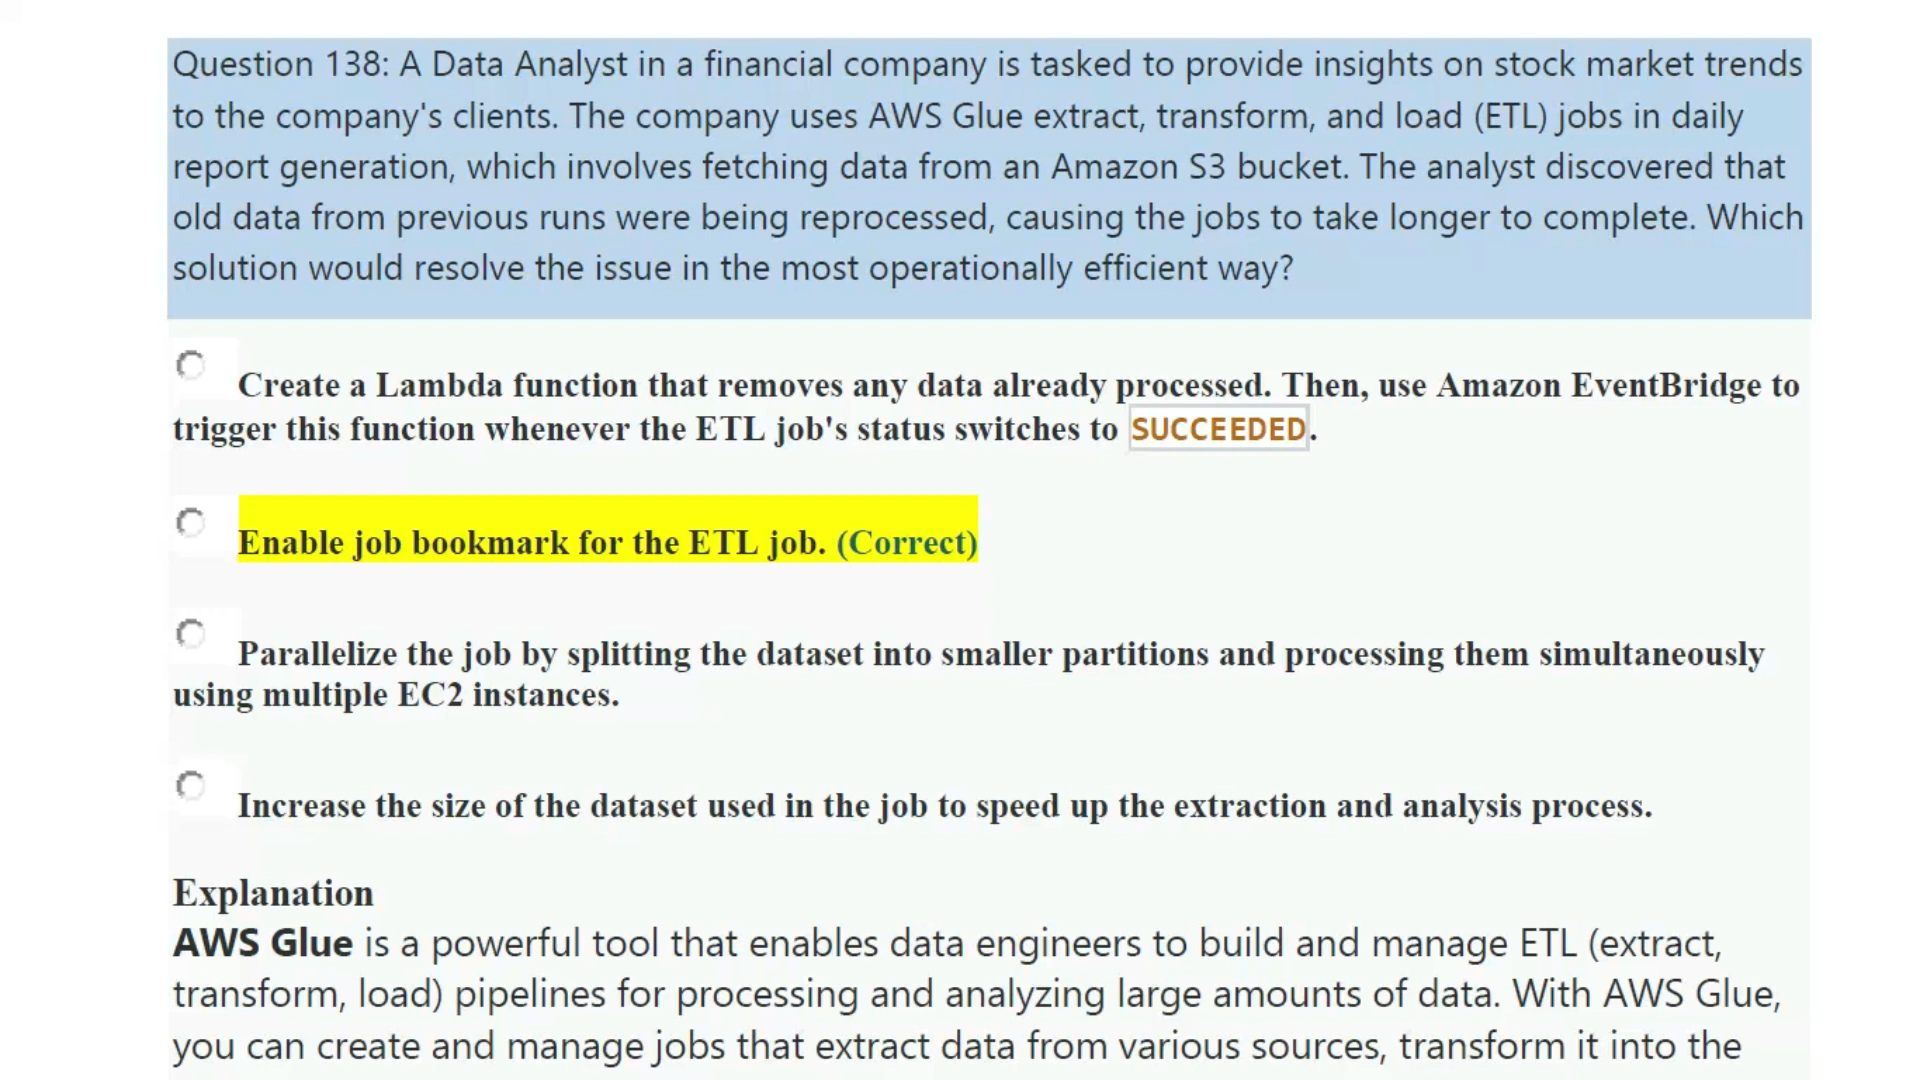 Question 138: A Data Analyst in a financial company is tasked to provide insights on stock market trends
to the company's clients. The company uses AWS Glue extract, transform, and load (ETL) jobs in daily
report generation, which involves fetching data from an Amazon S3 bucket. The analyst discovered that
old data from previous runs were being reprocessed, causing the jobs to take longer to complete. Which
solution would resolve the issue in the most operationally efficient way?
Create a Lambda function that removes any data already processed. Then, use Amazon EventBridge to
trigger this function whenever the ETL job's status switches to SUCCEEDED.
Enable job bookmark for the ETL job. (Correct)
Parallelize the job by splitting the dataset into smaller partitions and processing them simultaneously
using multiple EC2 instances.
Increase the size of the dataset used in the job to speed up the extraction and analysis process.
Explanation
AWS Glue is a powerful tool that enables data engineers to build and manage ETL (extract,
transform, load) pipelines for processing and analyzing large amounts of data. With AWS Glue,
you can create and manage jobs that extract data from various sources, transform it into the